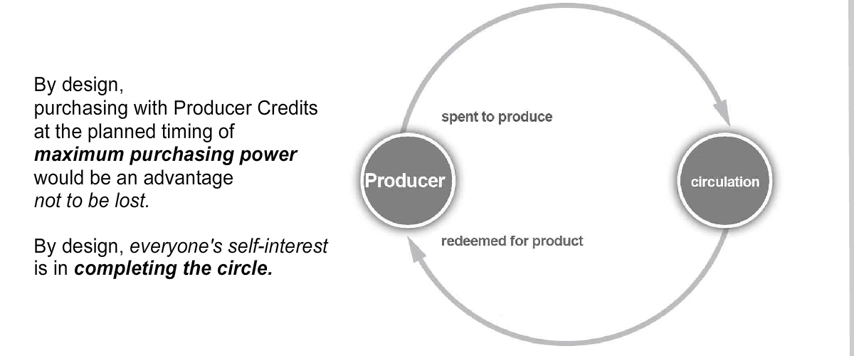 By design,
purchasing with Producer Credits
at the planned timing of
maximum purchasing power
would be an advantage
not to be lost.
By design, everyone's self-interest
is in completing the circle.
spent to produce
Producer
circulation
redeemed for product